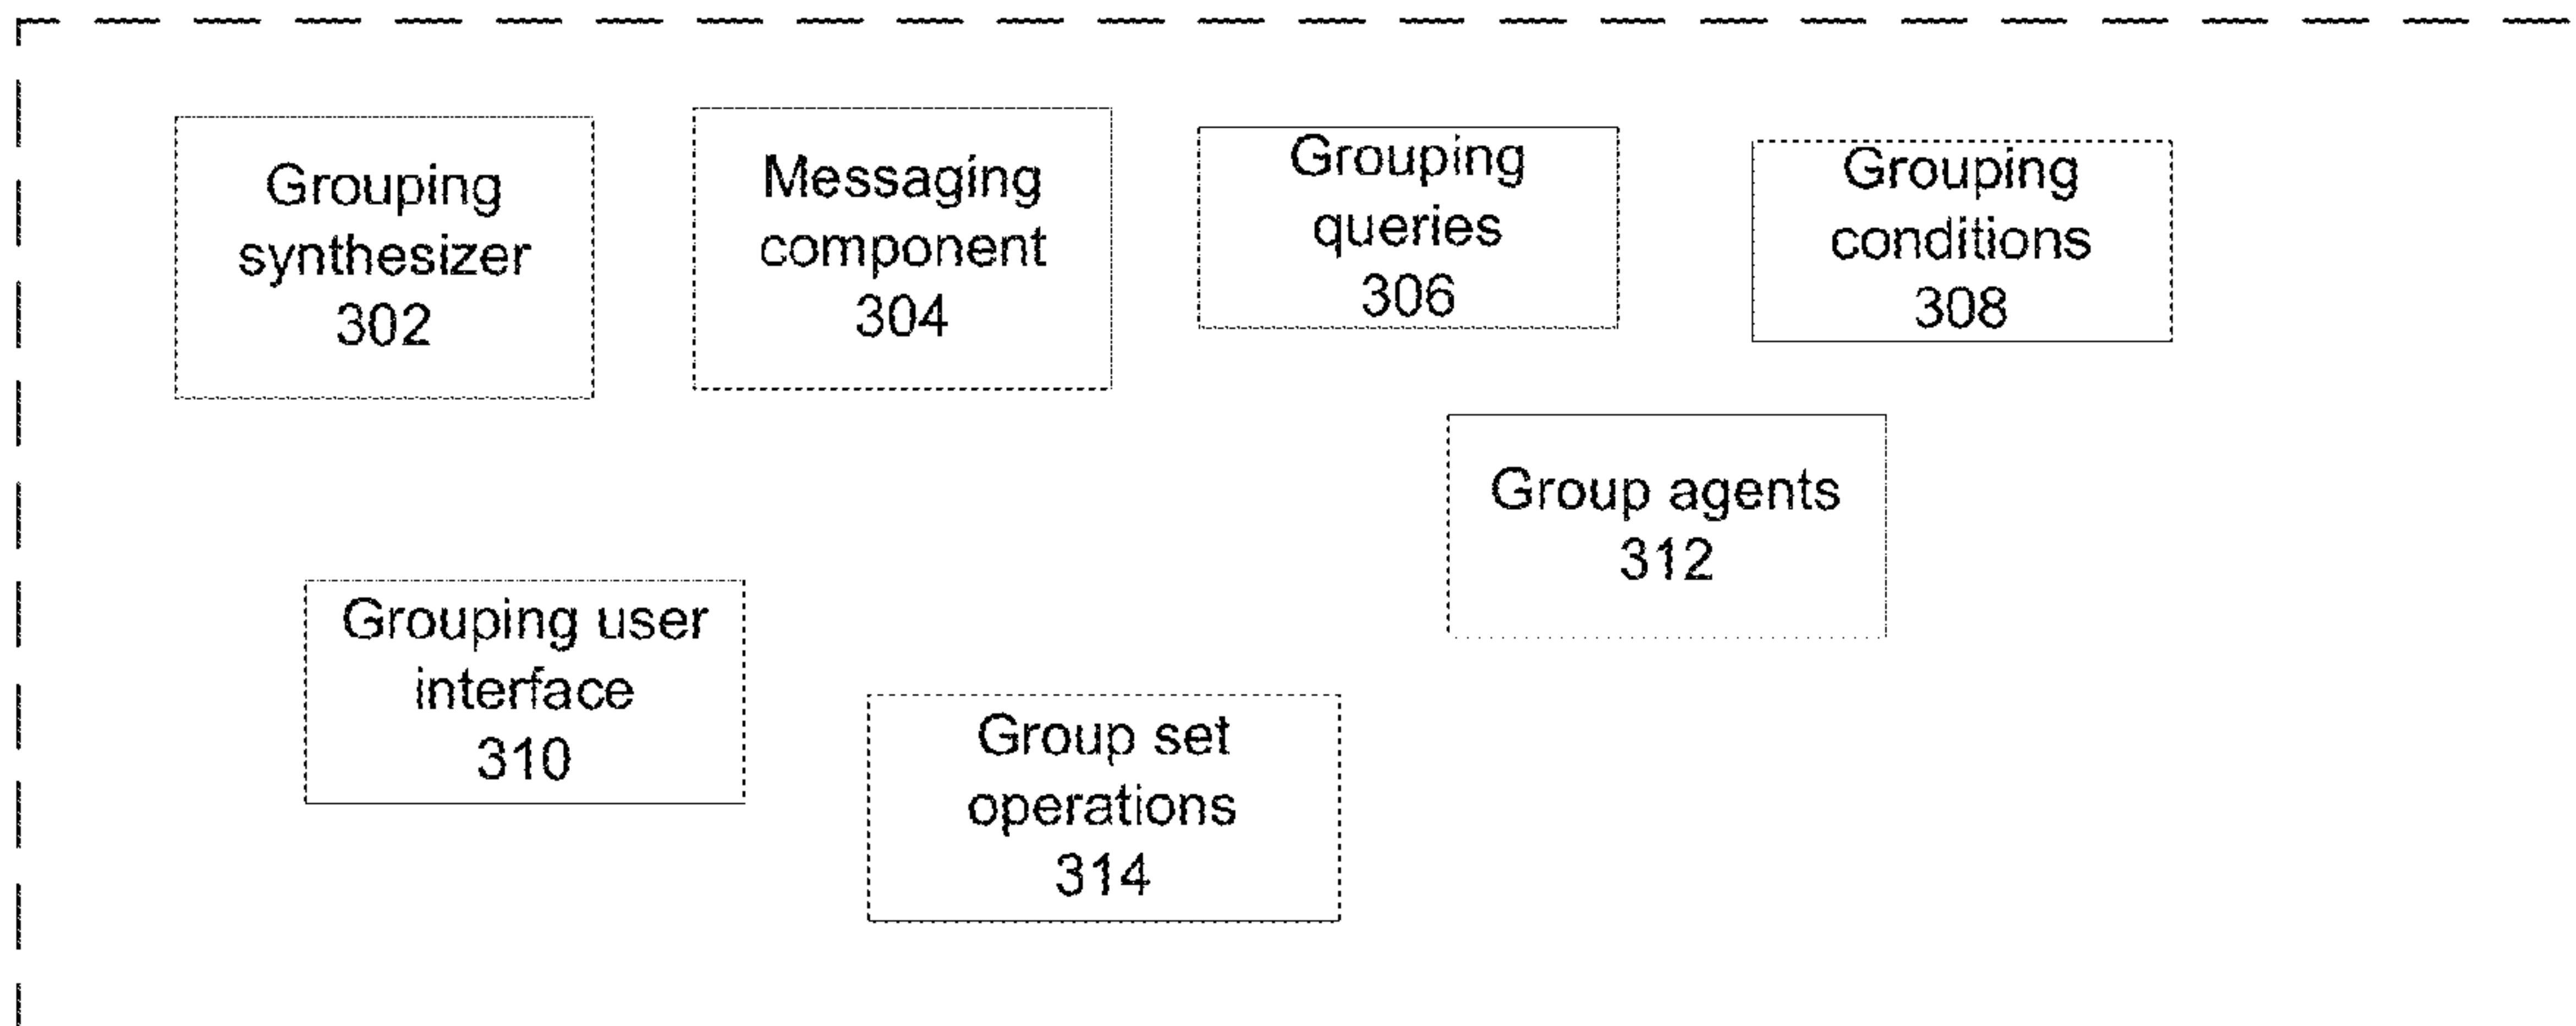 Grouping
synthesizer
302
Messaging
component
304
Grouping
queries
306
Grouping
conditions
308
Group agents
312
Grouping user
interface
310
Group set
operations
314